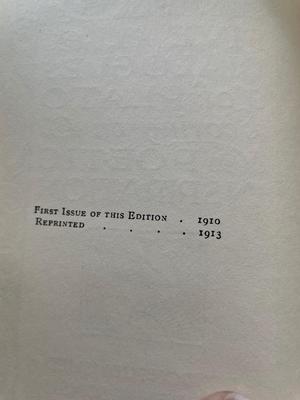 First Issue of this Edition . 1910
Reprinted . . . . 1913